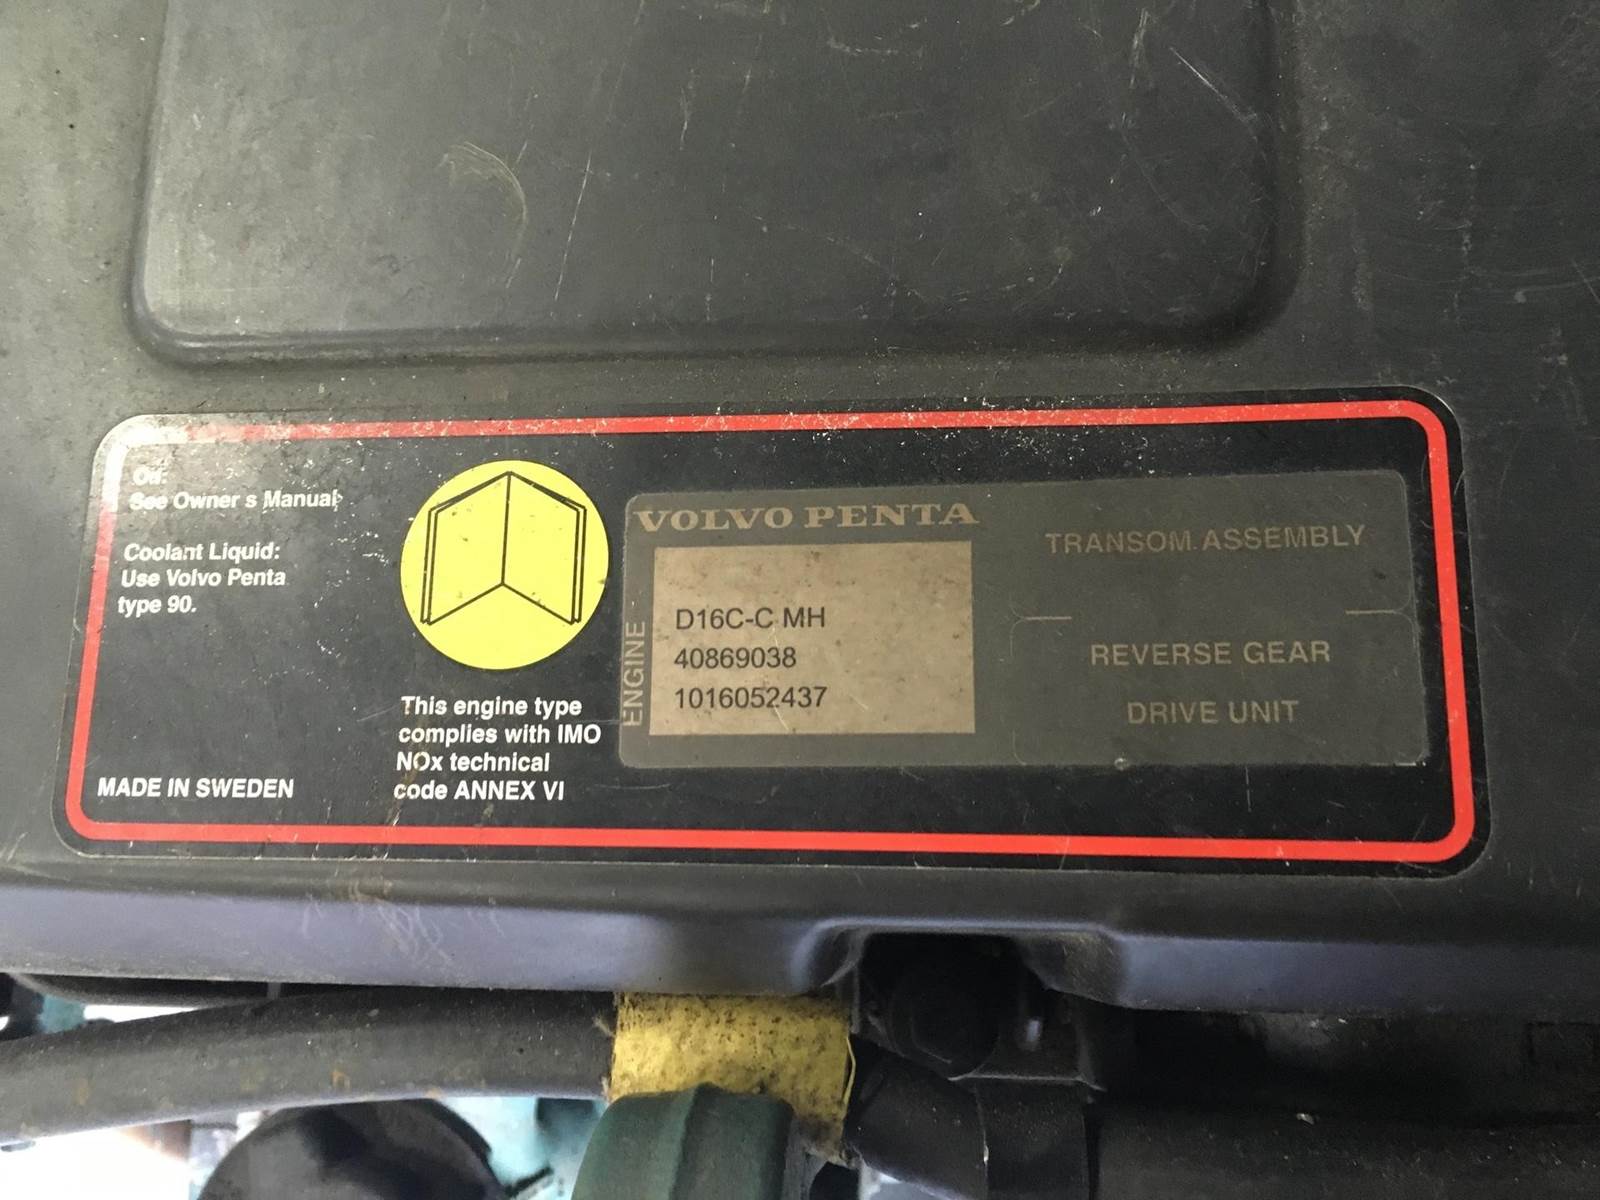 Oil:
See Owner s Manual
Coolant Liquid:
Use Volvo Penta
type 90.
MADE IN SWEDEN
This engine type
complies with IMO
NOx technical
code ANNEX VI
VOLVO PENTA
ENGINE
D16C-C MH
40869038
1016052437
TRANSOM ASSEMBLY
REVERSE GEAR
DRIVE UNIT